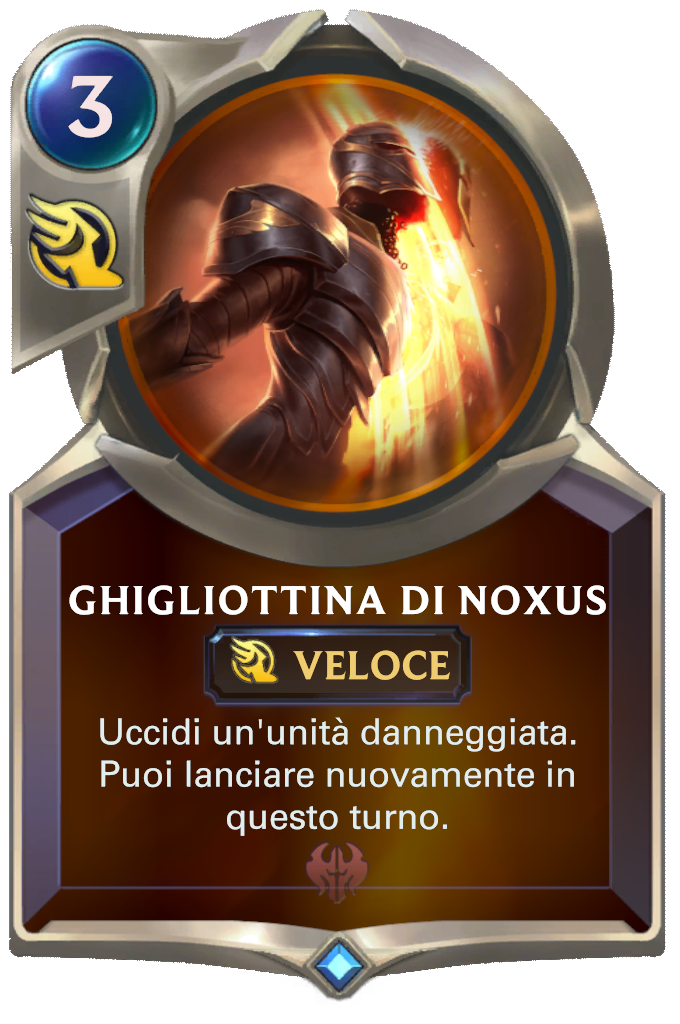 3
GHIGLIOTTINA DI NOXUS
VELOCE
Uccidi un'unità danneggiata.
Puoi lanciare nuovamente in
questo turno.